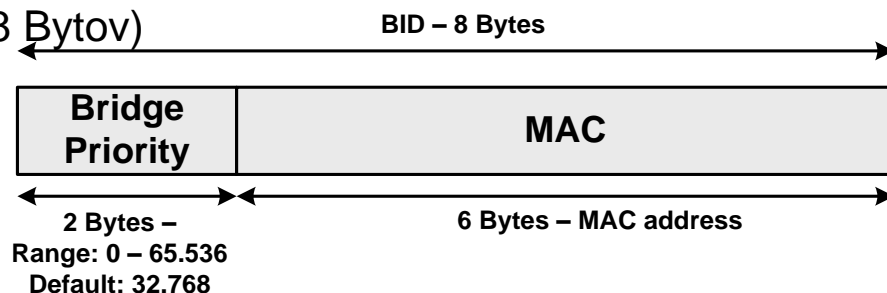 8 Bytov)
BID – 8 Bytes
Bridge
Priority
MAC
2 Bytes –
Range: 0 – 65.536
Default: 32.768
6 Bytes – MAC address